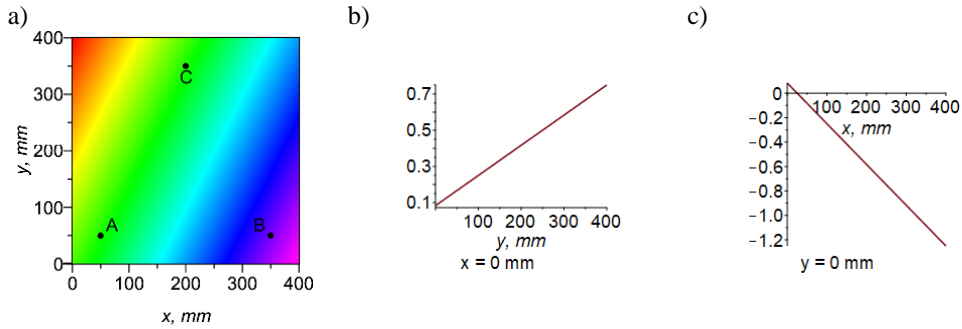 a)
400
300
200
100
0
y, mm
C
A
B
0 100 200 300 400
x, mm
b)
0.7
0.5
0.3
0.1
100 200 300 400
y, mm
x = 0 mm
c)
0
100 200 300 400
x, mm
−0.2
−0.4
−0.6
−0.8
−1.0
−1.2
y = 0 mm